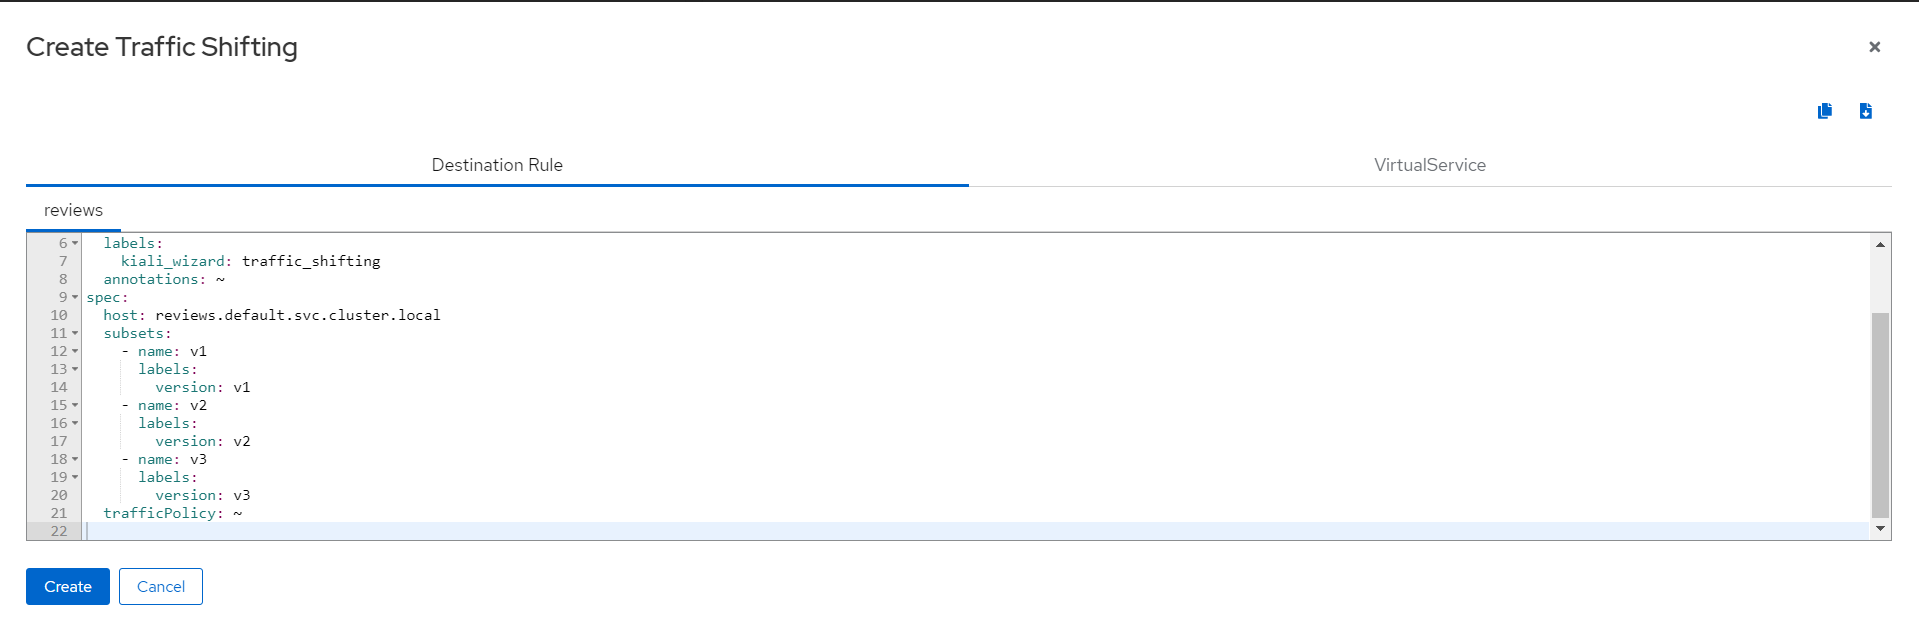 Create Traffic Shifting
Destination Rule
VirtualService
reviews
6 labels:
7 kiali_wizard: traffic_shifting
8 annotations: ~
9 spec:
10 host: reviews.default.svc.cluster.local
11 subsets:
12 - name: v1
13 labels:
14 version: v1
15 - name: v2
16 labels:
17 version: v2
18 - name: v3
19 labels:
20 version: v3
21 trafficPolicy: ~
22
Create
Cancel